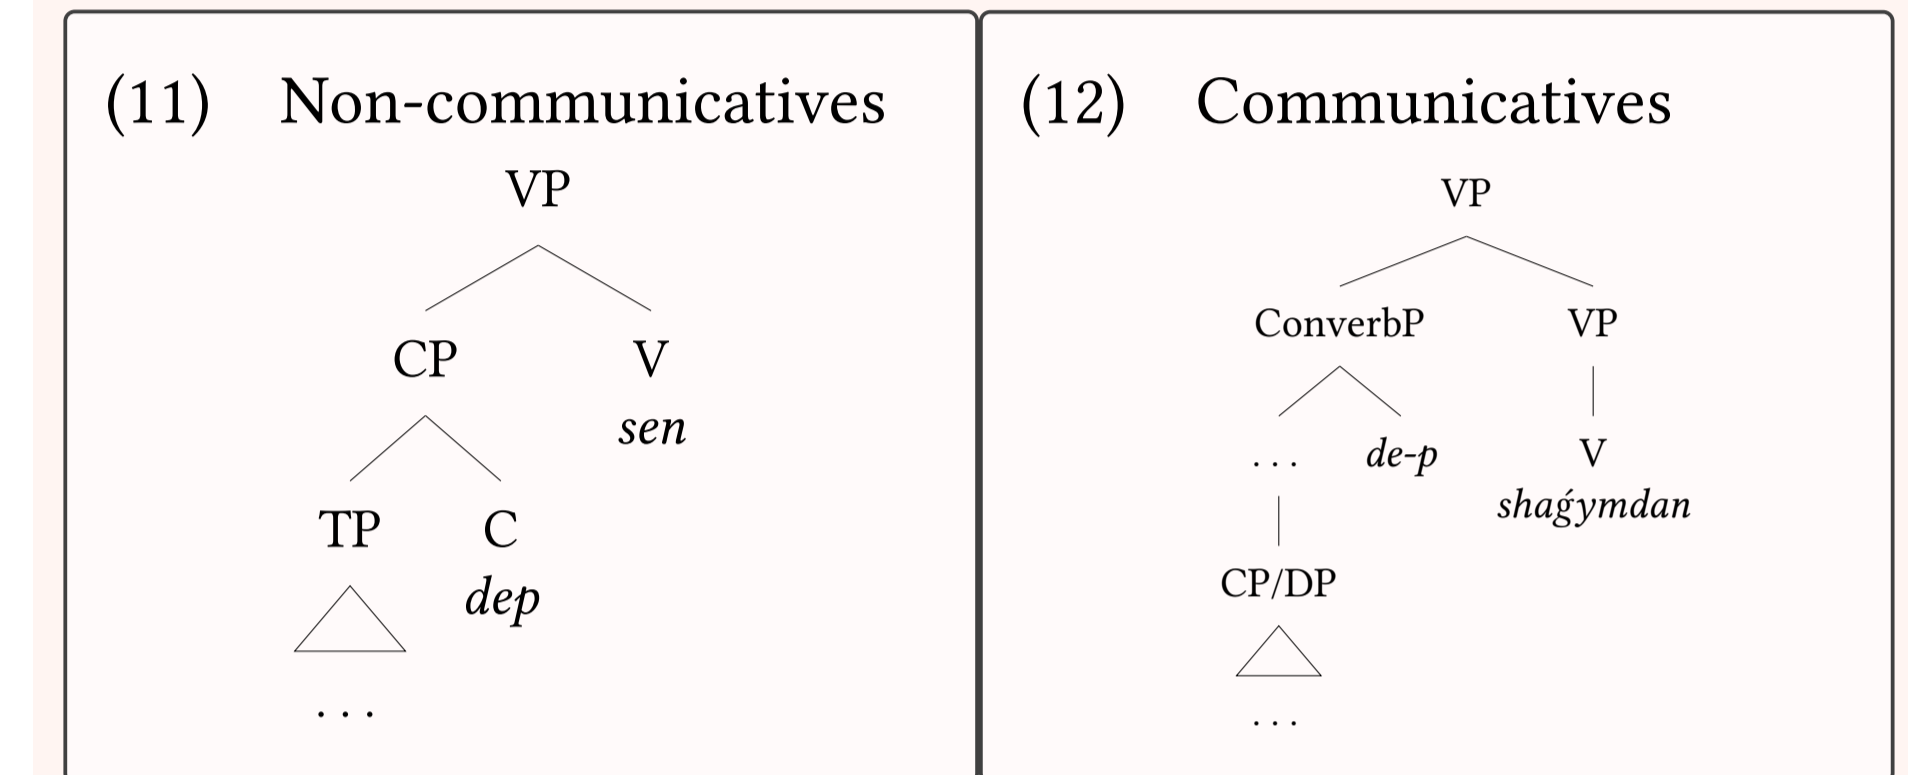 (11) Non-communicatives
VP
CP V
sen
TP C
dep
. . .
(12) Communicatives
VP
ConverbP VP
. . . de-p V
shaǵymdan
CP/DP
. . .